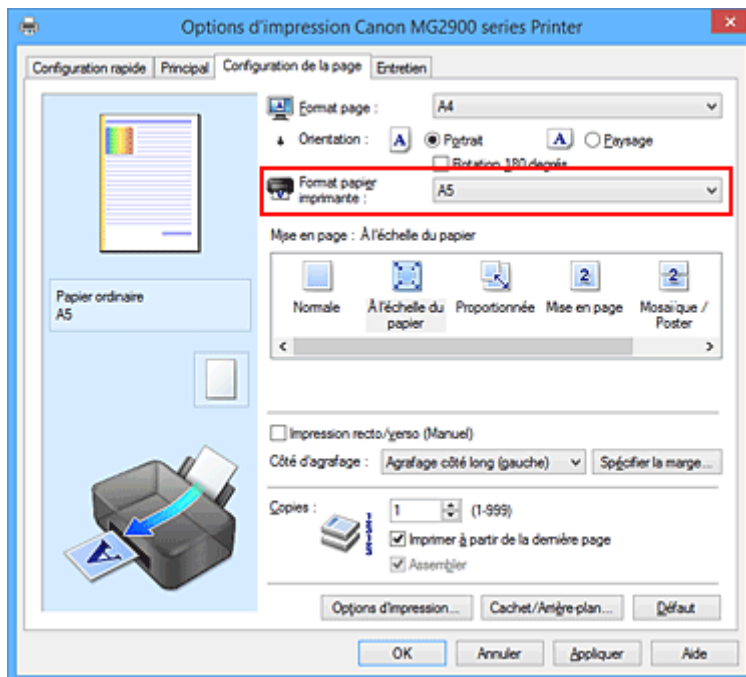 Options d'impression Canon MG2900 series Printer
Configuration rapide Principal Configuration de la page Entretien
Format page : A4
Orientation : A Portrait A Paysage
Rotation 180 degrés
Format papier imprimante : A5
Mise en page : À l'échelle du papier
Normale À l'échelle du papier Proportionnée Mise en page Mosaïque / Poster
Papier ordinaire
A5
Impression recto/verso (Manuel)
Côté d'agrafage : Agrafage côté long (gauche) Spécifier la marge...
Copies : 1 (1-999)
Imprimer à partir de la dernière page
Assembler
Options d'impression... Cachet/Arrière-plan... Défaut
OK Annuler Appliquer Aide